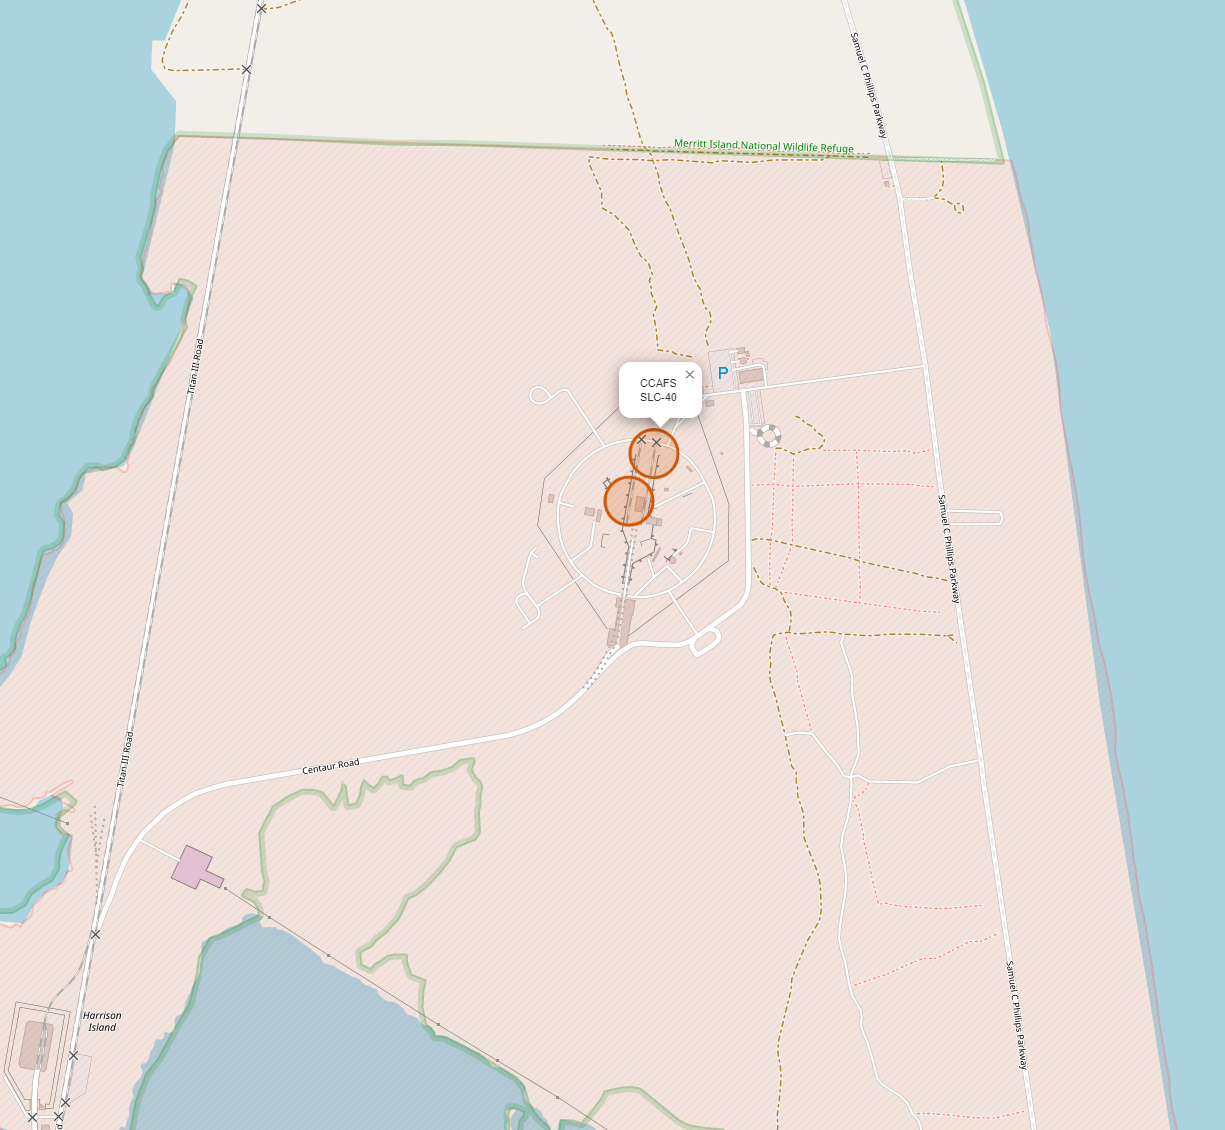 Samuel C Phillips Parkway
Merritt Island National Wildlife Refuge
Titan III Road
P
CCAFS
SLC-40
×
Samuel C Phillips Parkway
Titan III Road
Centaur Road
Samuel C Phillips Parkway
Harrison
Island